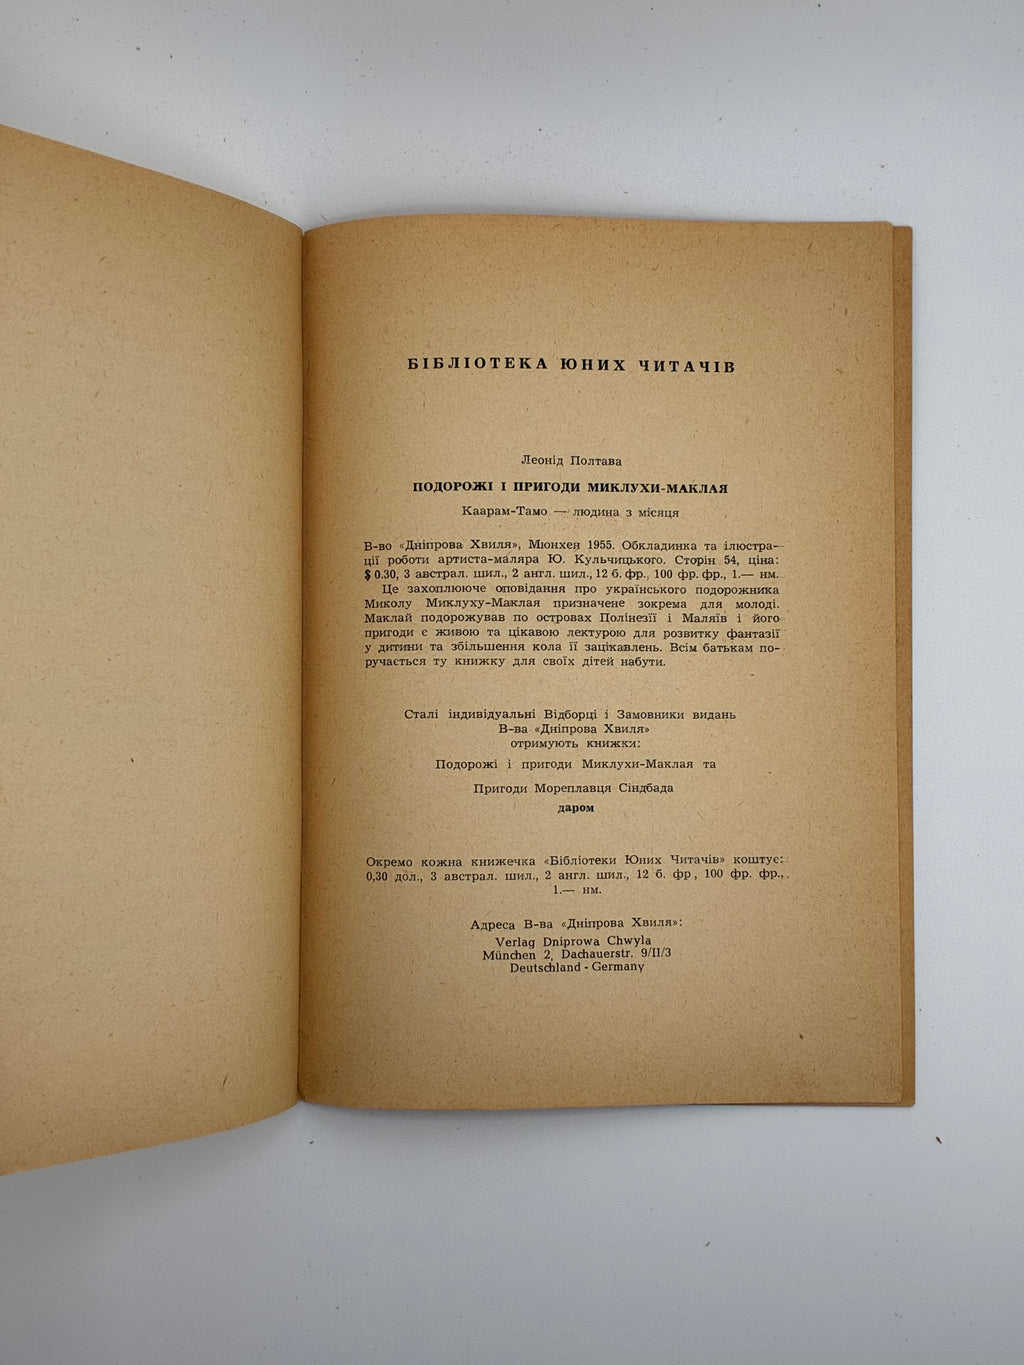 БІБЛІОТЕКА ЮНИХ ЧИТАЧІВ
Леонід Полтава
ПОДОРОЖІ І ПРИГОДИ МИКЛУХИ-МАКЛАЯ
Каарам-Тамо — людина з місяця
В-во «Дніпрова Хвиля», Мюнхен 1955. Обкладинка та ілюстра-
ції роботи артиста-маляра Ю. Кульчицького. Сторін 54, ціна:
$ 0.30, 3 австрал. шил., 2 англ. шил., 12 б. фр., 100 фр. фр., 1.— нм.
Це захоплююче оповідання про українського подорожника
Миколу Миклуху-Маклая призначене зокрема для молоді.
Маклай подорожував по островах Полінезії і Маляїв і його
пригоди є живою та цікавою лектурою для розвитку фантазії
у дитини та збільшення кола її зацікавлень. Всім батькам по-
ручається ту книжку для своїх дітей набути.
Сталі індивідуальні Відборці і Замовники видань
В-ва «Дніпрова Хвиля»
отримують книжки:
Подорожі і пригоди Миклухи-Маклая та
Пригоди Мореплавця Сіндбада
даром
Окремо кожна книжечка «Бібліотеки Юних Читачів» коштує:
0,30 дол., 3 австрал. шил., 2 англ. шил., 12 б. фр, 100 фр. фр.,
1.— нм.
Адреса В-ва «Дніпрова Хвиля»:
Verlag Dniprowa Chwyla
München 2, Dachauerstr. 9/II/3
Deutschland - Germany